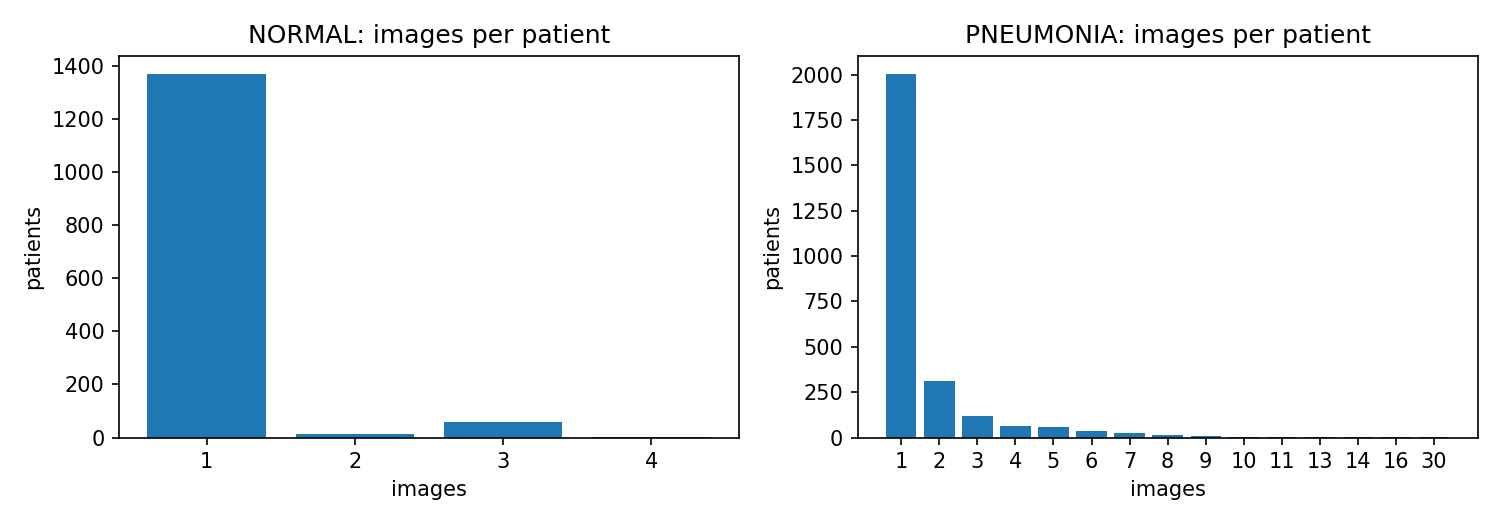 NORMAL: images per patient
1400
1200
1000
800
600
400
200
0
patients
1 2 3 4
images
PNEUMONIA: images per patient
2000
1750
1500
1250
1000
750
500
250
0
patients
1 2 3 4 5 6 7 8 9 10 11 13 14 16 30
images